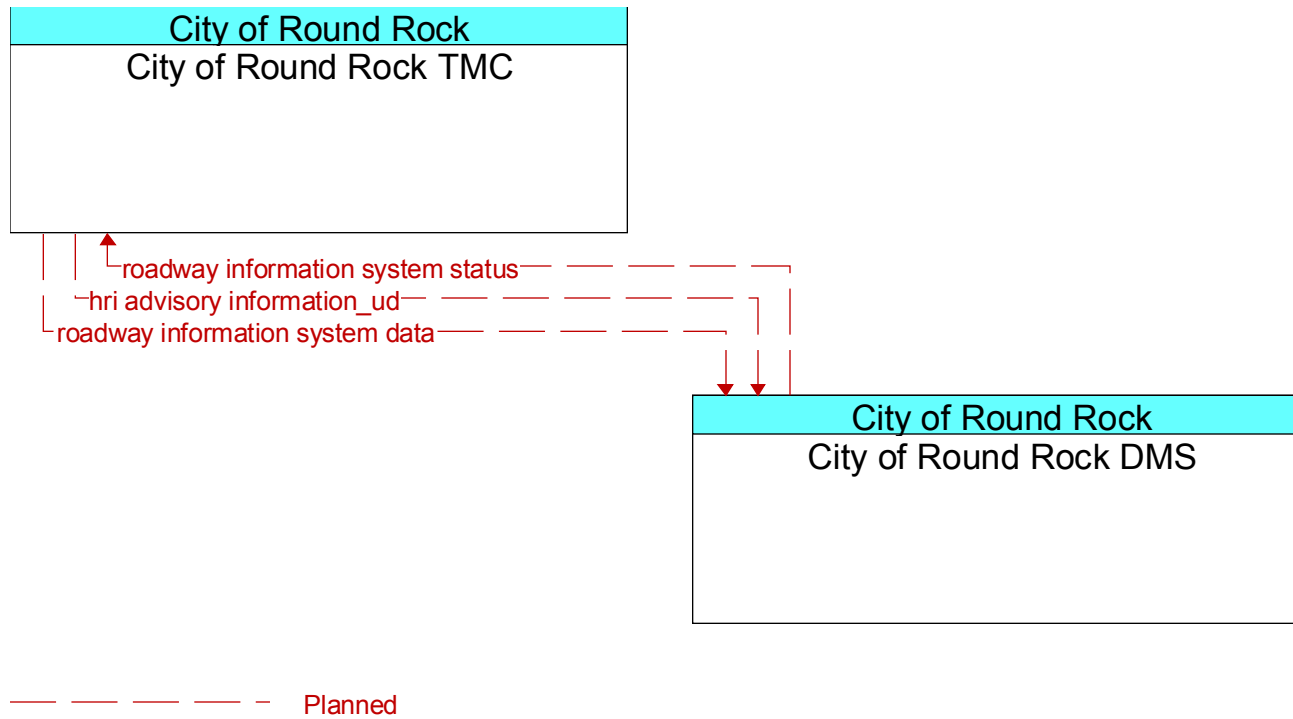 City of Round Rock
City of Round Rock TMC
roadway information system status
hri advisory information_ud
roadway information system data
City of Round Rock
City of Round Rock DMS
Planned